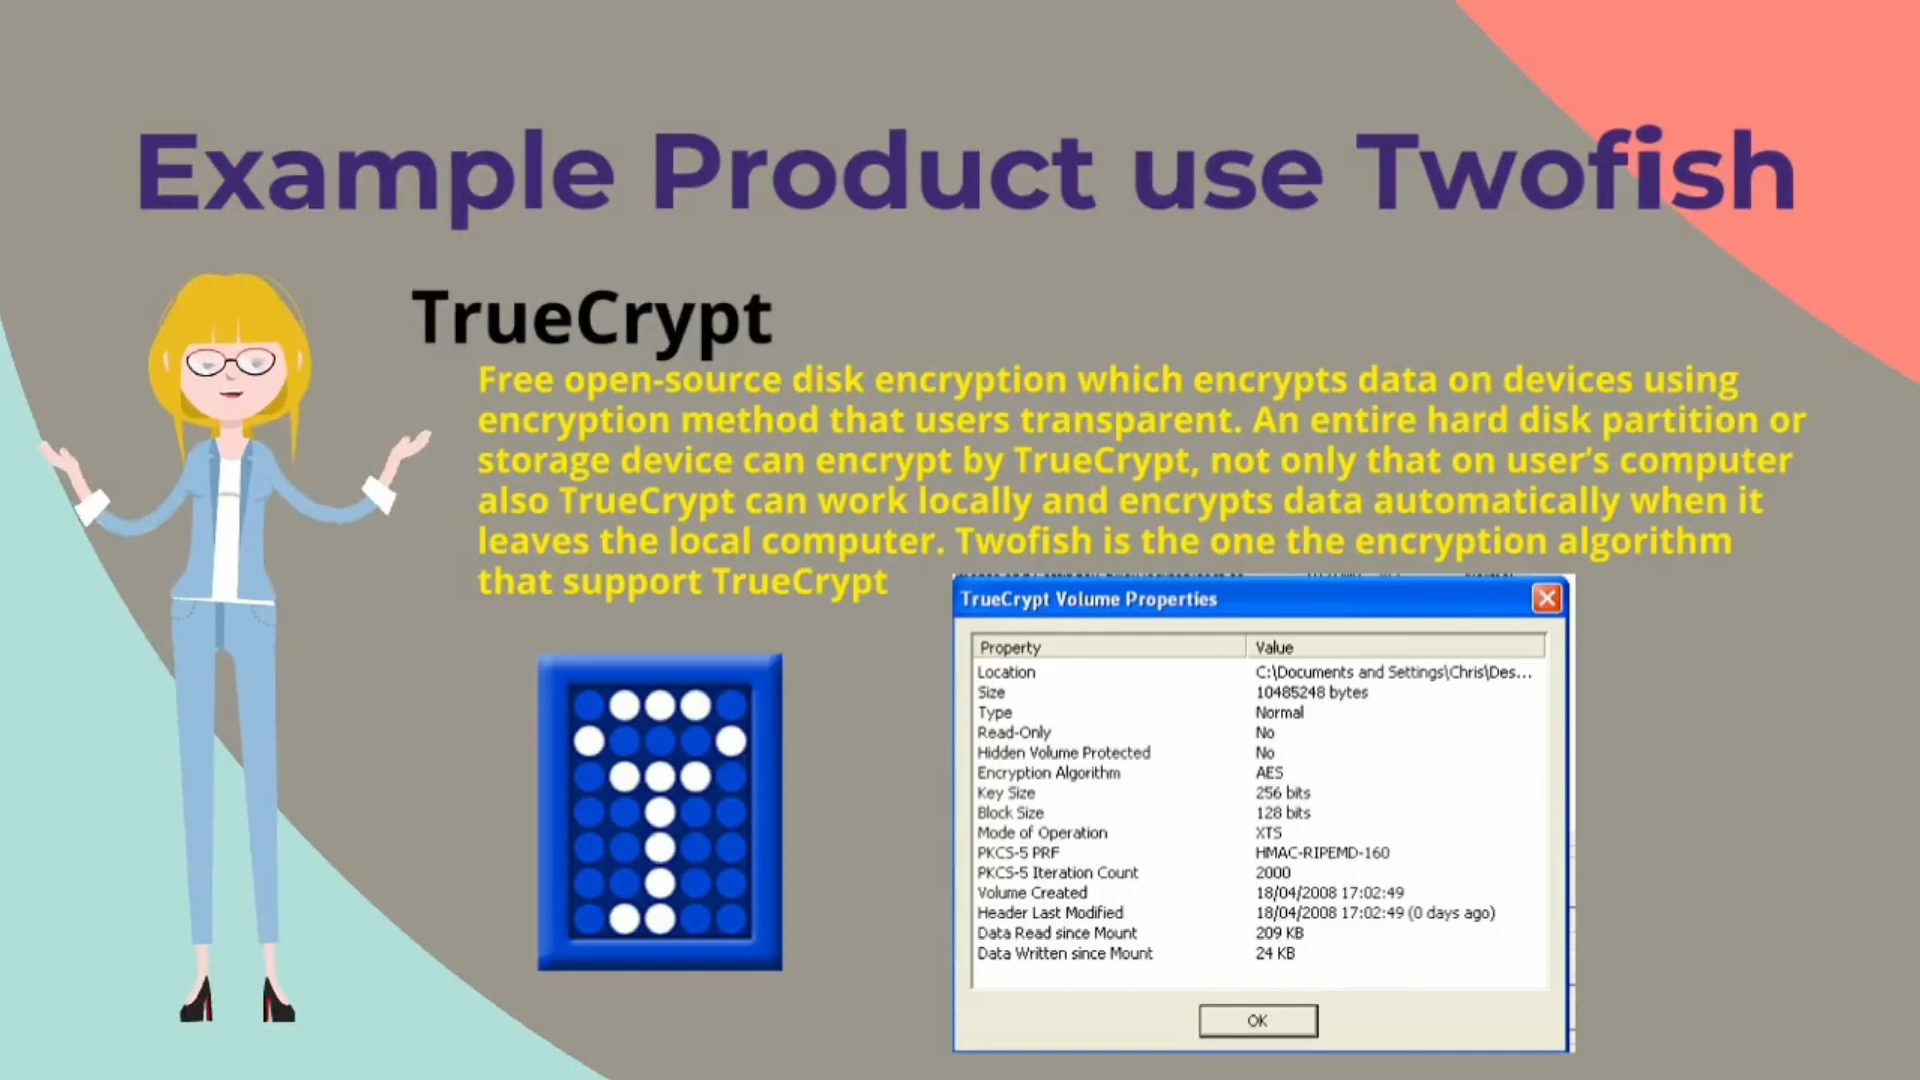 Example Product use Twofish
TrueCrypt
Free open-source disk encryption which encrypts data on devices using
encryption method that users transparent. An entire hard disk partition or
storage device can encrypt by TrueCrypt, not only that on user's computer
also TrueCrypt can work locally and encrypts data automatically when it
leaves the local computer. Twofish is the one the encryption algorithm
that support TrueCrypt
TrueCrypt Volume Properties
Property Value
Location C:\Documents and Settings\Chris\Des...
Size 10485248 bytes
Type Normal
Read-Only No
Hidden Volume Protected No
Encryption Algorithm AES
Key Size 256 bits
Block Size 128 bits
Mode of Operation XTS
PKCS-5 PRF HMAC-RIPEMD-160
PKCS-5 Iteration Count 2000
Volume Created 18/04/2008 17:02:49
Header Last Modified 18/04/2008 17:02:49 (0 days ago)
Data Read since Mount 209 KB
Data Written since Mount 24 KB
OK